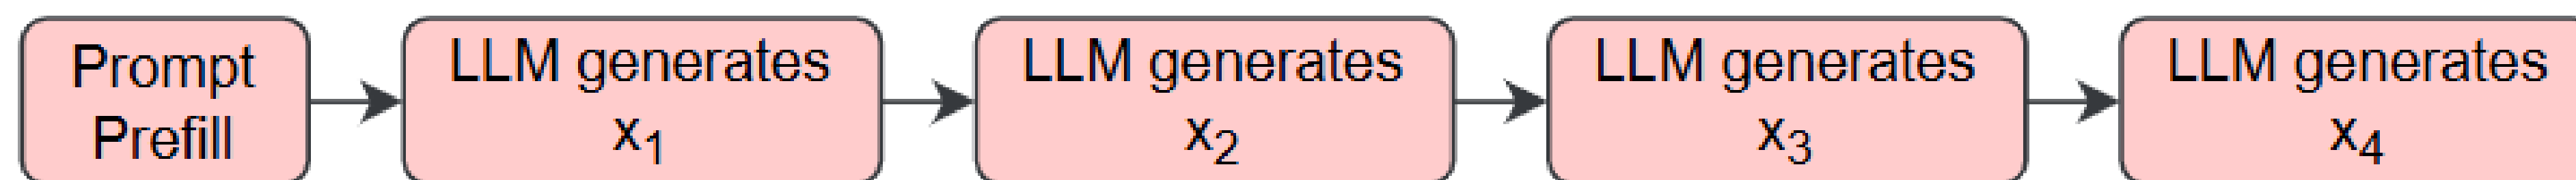 Prompt
Prefill
LLM generates
x₁
LLM generates
x₂
LLM generates
x₃
LLM generates
x₄